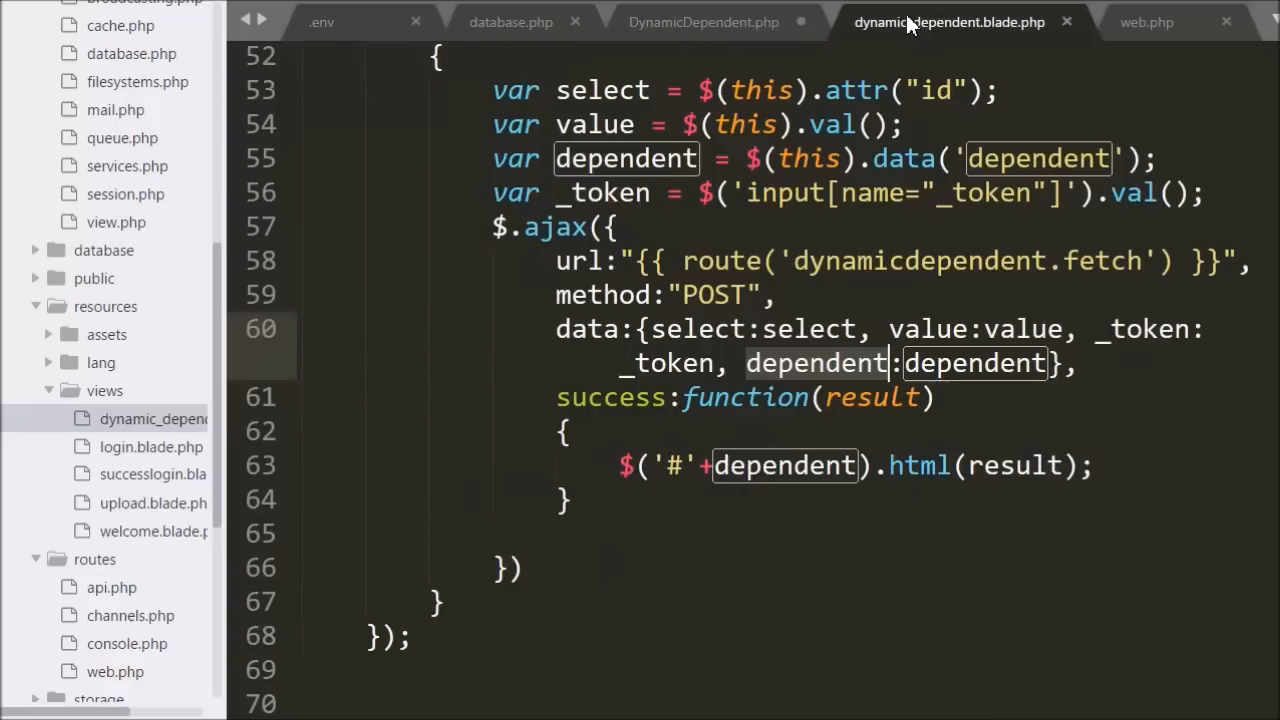 broadcasting.php
cache.php
database.php
filesystems.php
mail.php
queue.php
services.php
session.php
view.php
database
public
resources
assets
lang
views
dynamic_depend
login.blade.php
successlogin.bla
upload.blade.ph
welcome.blade.p
routes
api.php
channels.php
console.php
web.php
storage
.env
database.php
DynamicDependent.php
dynamic_dependent.blade.php
web.php
52 {
53 var select = $(this).attr("id");
54 var value = $(this).val();
55 var dependent = $(this).data('dependent');
56 var _token = $('input[name="_token"]').val();
57 $.ajax({
58 url:"{{ route('dynamicdependent.fetch') }}",
59 method:"POST",
60 data:{select:select, value:value, _token:
_token, dependent:dependent},
61 success:function(result)
62 {
63 $('#'+dependent).html(result);
64 }
65
66 })
67 }
68 });
69
70